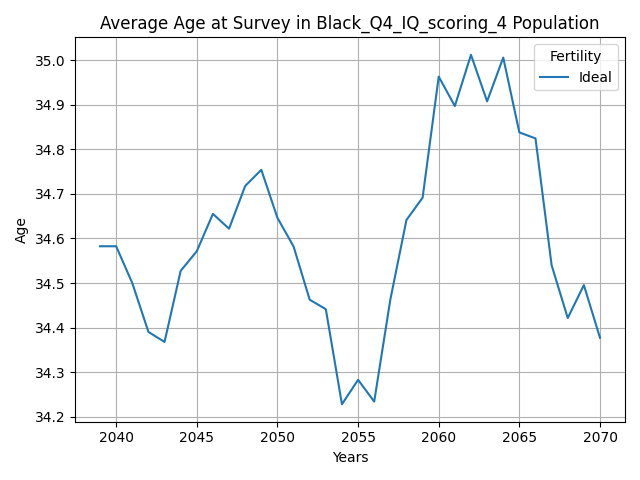 Average Age at Survey in Black_Q4_IQ_scoring_4 Population
Fertility
Ideal
35.0
34.9
34.8
34.7
34.6
34.5
34.4
34.3
34.2
Age
2040 2045 2050 2055 2060 2065 2070
Years